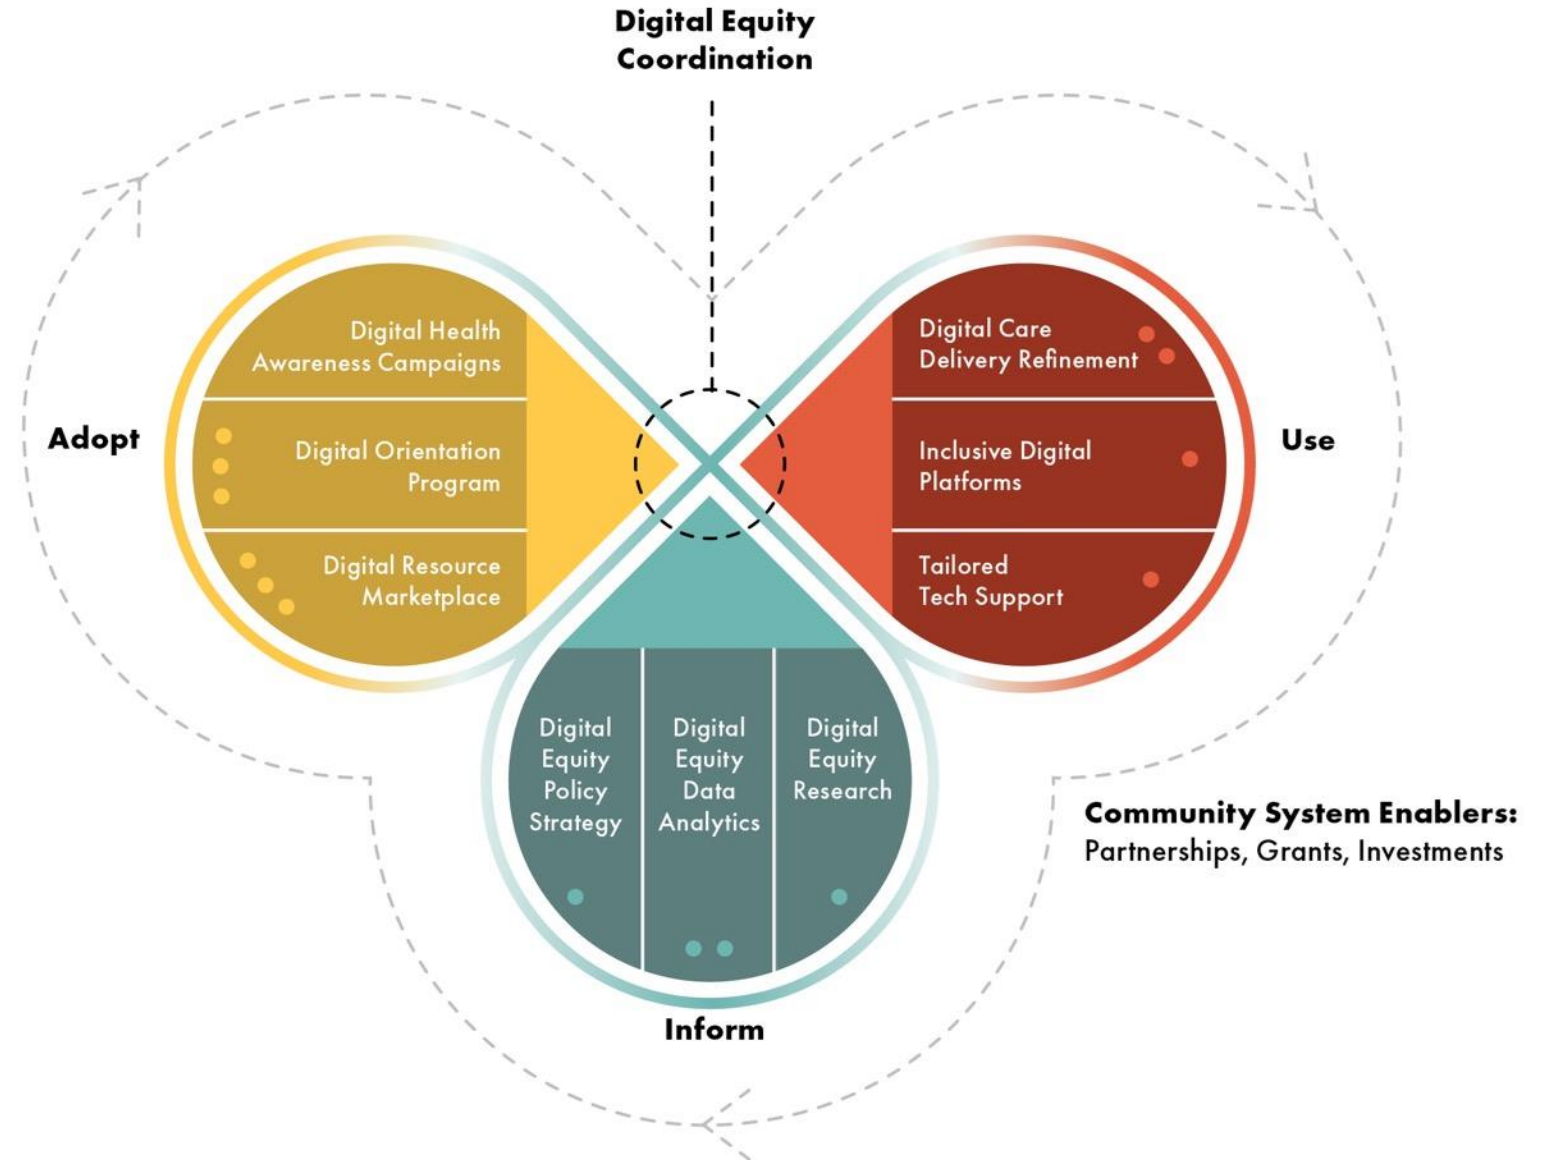 Digital Equity
Coordination
Adopt
Digital Health
Awareness Campaigns
Digital Orientation
Program
Digital Resource
Marketplace
Digital Care
Delivery Refinement
Inclusive Digital
Platforms
Tailored
Tech Support
Use
Digital
Equity
Policy
Strategy
Digital
Equity
Data
Analytics
Digital
Equity
Research
Inform
Community System Enablers:
Partnerships, Grants, Investments